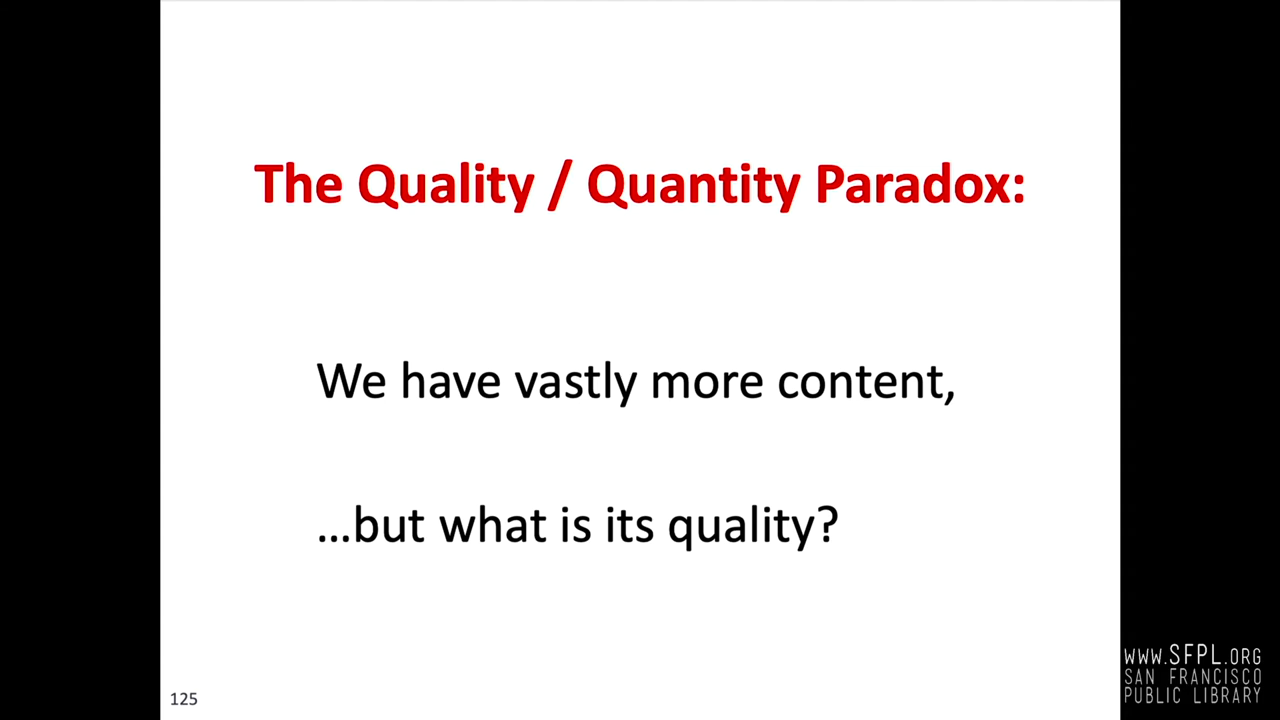 The Quality / Quantity Paradox:
We have vastly more content,
…but what is its quality?
125
WWW.SFPL.ORG
SAN FRANCISCO
PUBLIC LIBRARY